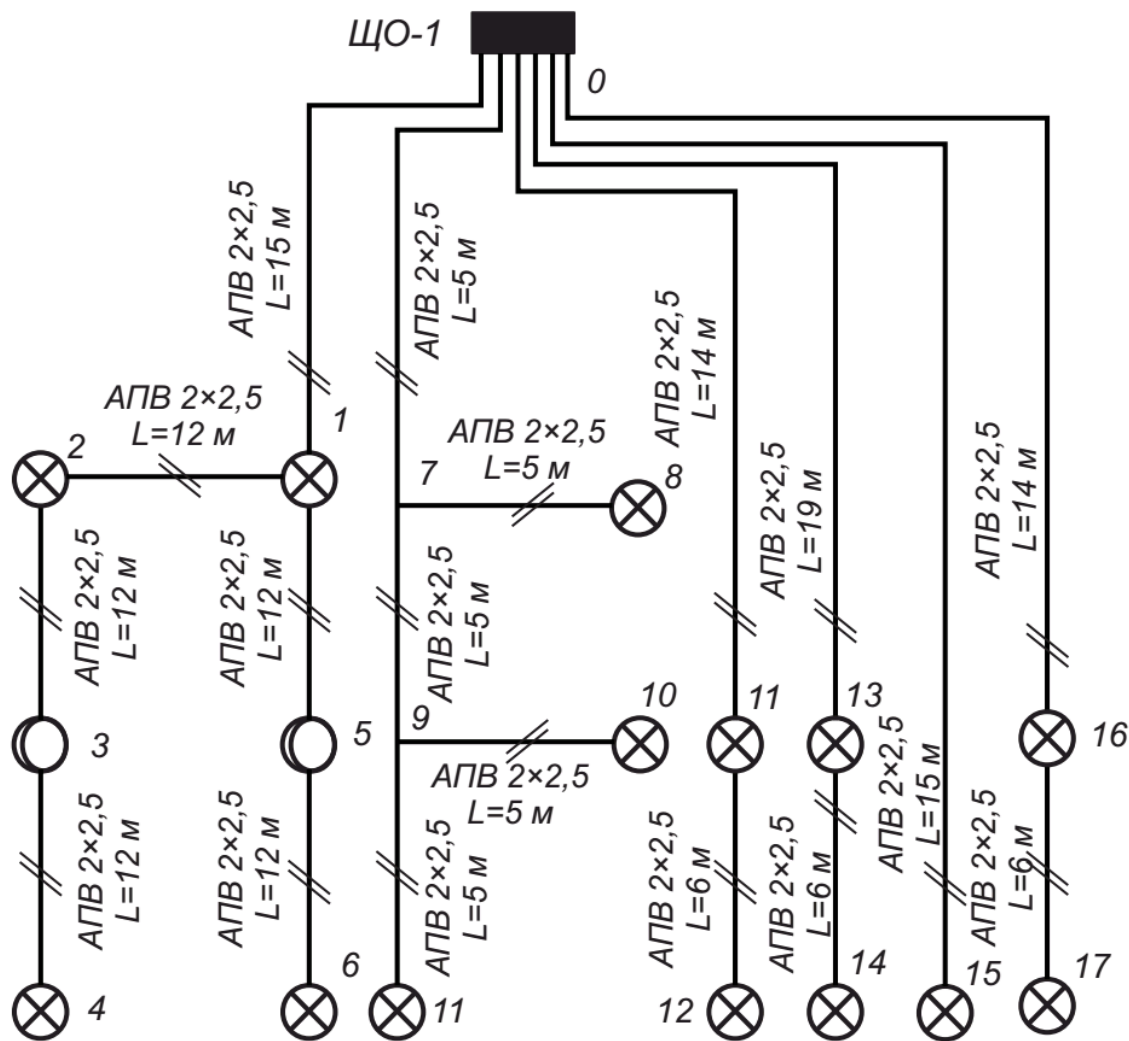 ЩО-1
0
АПВ 2×2,5
L=15 м
АПВ 2×2,5
L=5 м
АПВ 2×2,5
L=14 м
АПВ 2×2,5
L=19 м
АПВ 2×2,5
L=14 м
АПВ 2×2,5
L=12 м
1
2
АПВ 2×2,5
L=5 м
7
8
АПВ 2×2,5
L=12 м
АПВ 2×2,5
L=12 м
АПВ 2×2,5
L=5 м
3
5
9
10
11
13
16
АПВ 2×2,5
L=5 м
АПВ 2×2,5
L=15 м
АПВ 2×2,5
L=12 м
АПВ 2×2,5
L=12 м
АПВ 2×2,5
L=5 м
АПВ 2×2,5
L=6 м
АПВ 2×2,5
L=6 м
АПВ 2×2,5
L=6 м
4
6
11
12
14
15
17